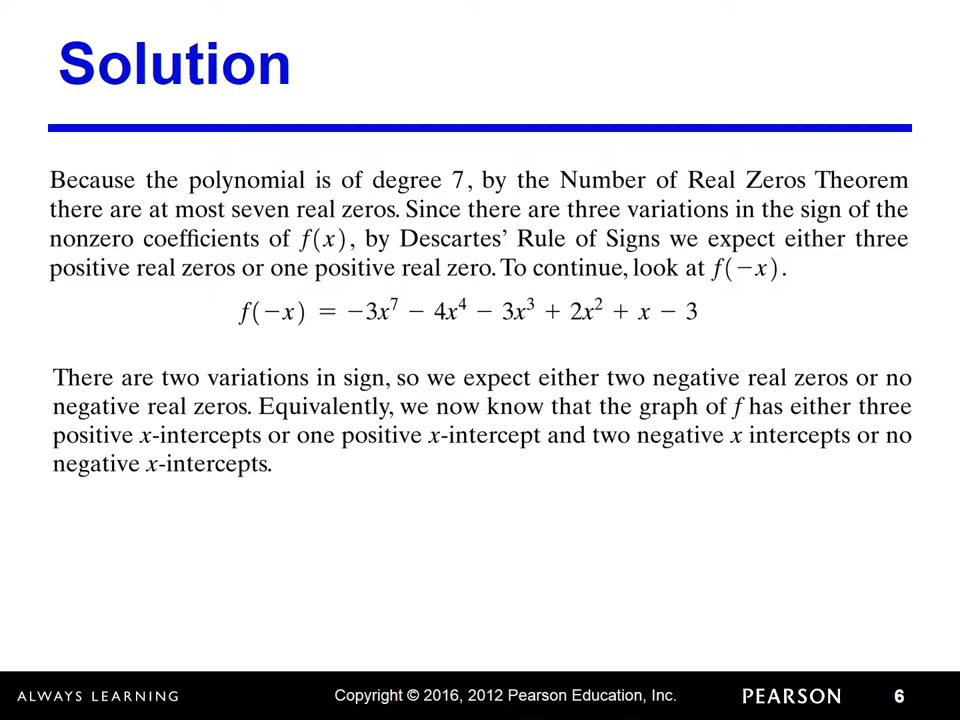 Solution
Because the polynomial is of degree 7, by the Number of Real Zeros Theorem
there are at most seven real zeros. Since there are three variations in the sign of the
nonzero coefficients of f(x), by Descartes’ Rule of Signs we expect either three
positive real zeros or one positive real zero. To continue, look at f(−x).
f(−x) = −3x⁷ − 4x⁴ − 3x³ + 2x² + x − 3
There are two variations in sign, so we expect either two negative real zeros or no
negative real zeros. Equivalently, we now know that the graph of f has either three
positive x-intercepts or one positive x-intercept and two negative x intercepts or no
negative x-intercepts.
ALWAYS LEARNING Copyright © 2016, 2012 Pearson Education, Inc. PEARSON 6